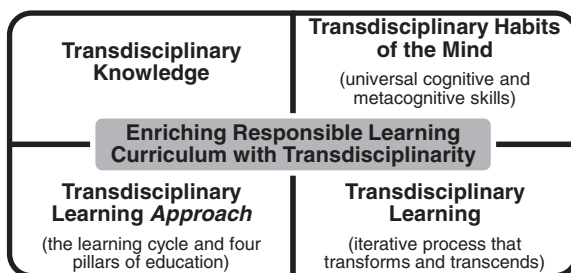 Transdisciplinary
Knowledge
Transdisciplinary Habits
of the Mind
(universal cognitive and
metacognitive skills)
Enriching Responsible Learning
Curriculum with Transdisciplinarity
Transdisciplinary
Learning Approach
(the learning cycle and four
pillars of education)
Transdisciplinary
Learning
(iterative process that
transforms and transcends)